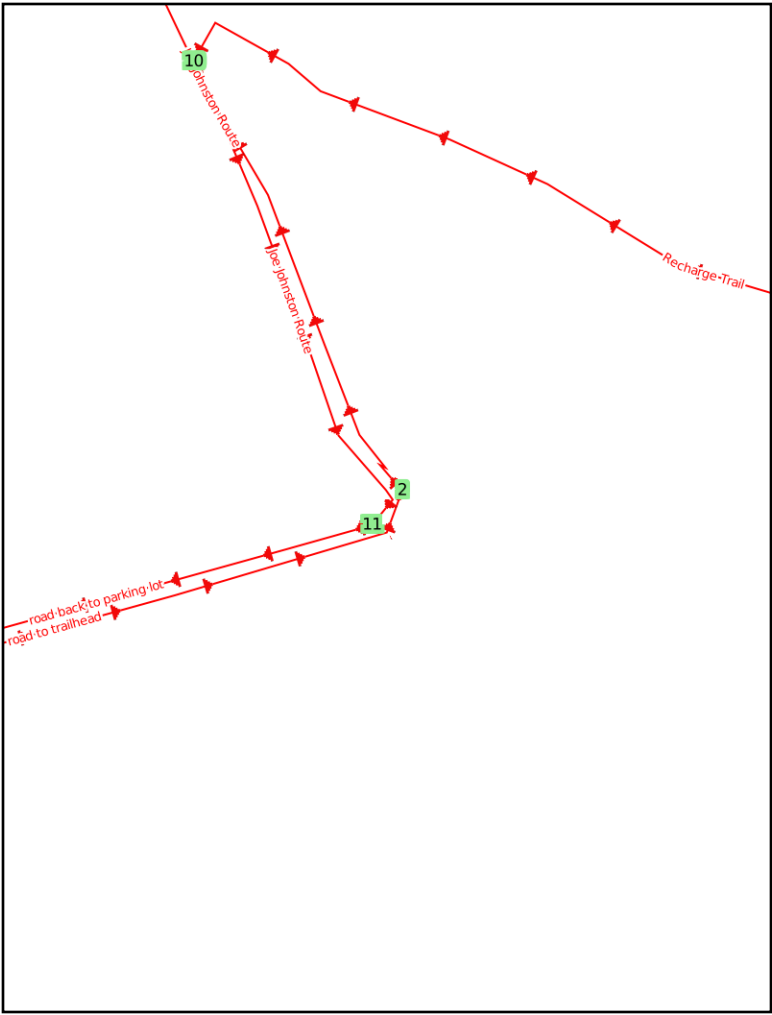 10
Johnston Route
Recharge Trail
Joe Johnston Route
2
11
road back to parking lot
road to trailhead